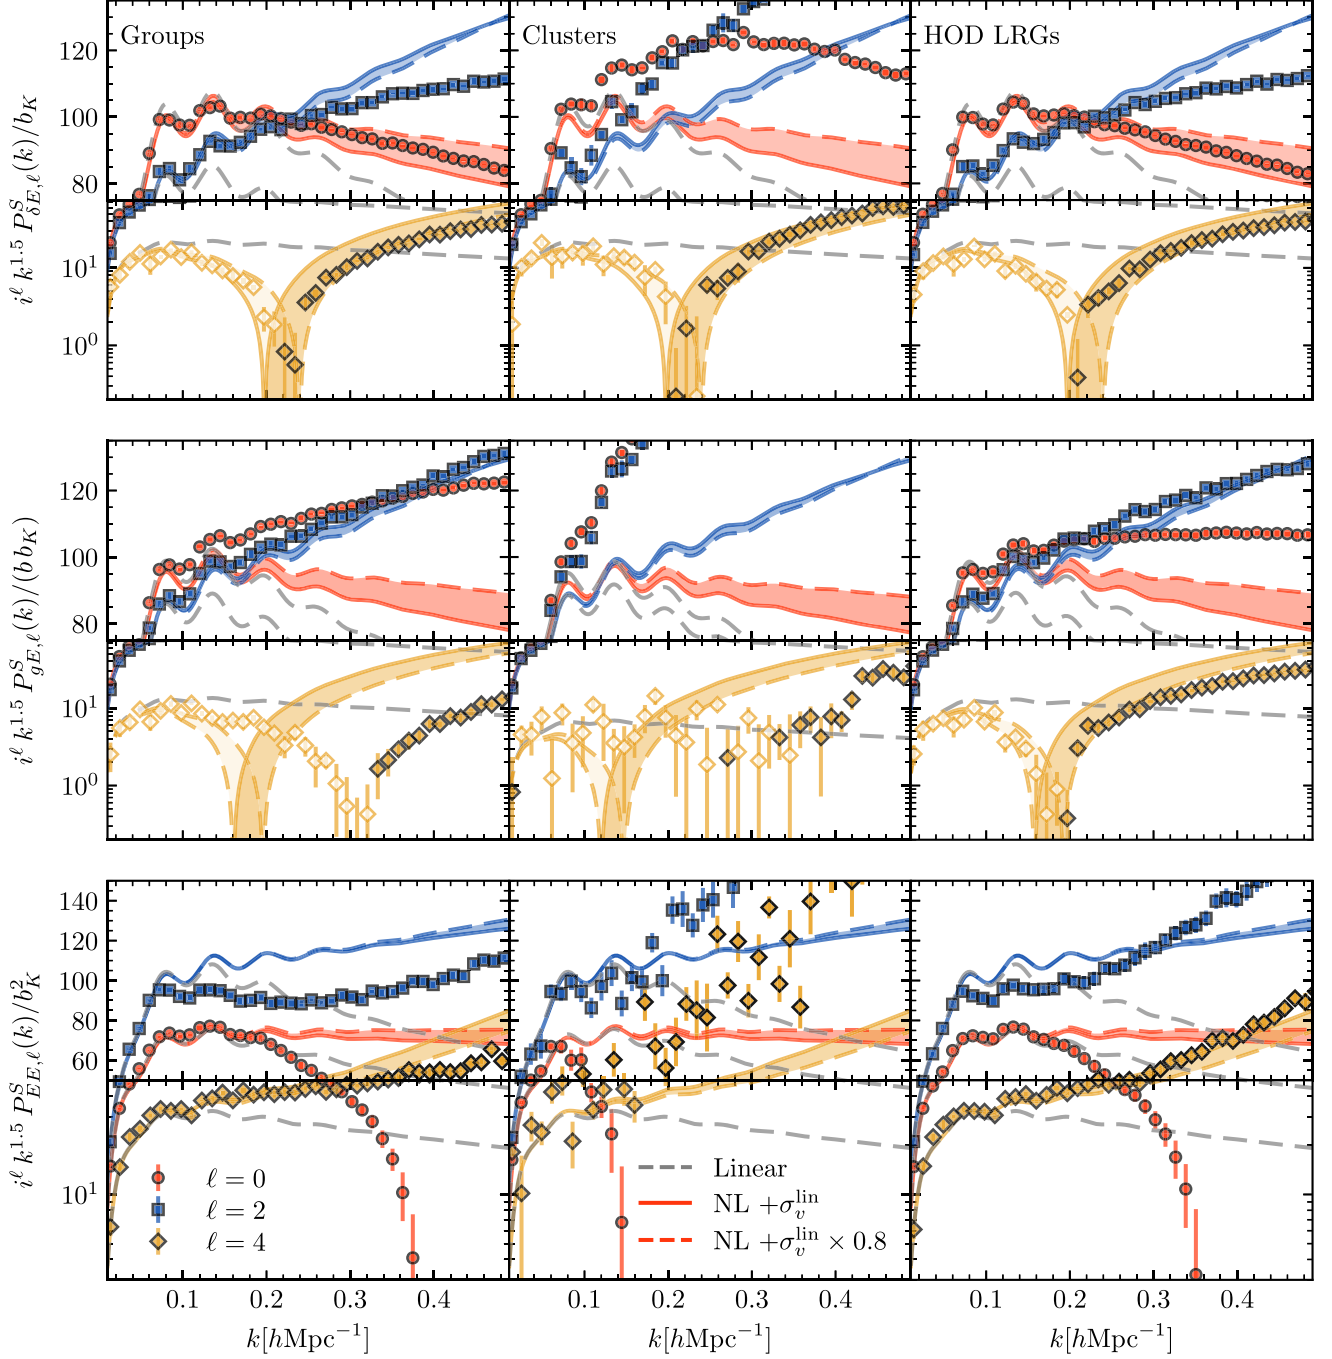 Groups Clusters HOD LRGs
120
100
80
10^1
10^0
i^ℓ k^{1.5} P^S_{δE,ℓ}(k)/b_K
120
100
80
10^1
10^0
i^ℓ k^{1.5} P^S_{gE,ℓ}(k)/(b b_K)
140
120
100
80
60
10^1
i^ℓ k^{1.5} P^S_{EE,ℓ}(k)/b_K^2
ℓ = 0
ℓ = 2
ℓ = 4
Linear
NL +σ_v^{lin}
NL +σ_v^{lin} × 0.8
0.1 0.2 0.3 0.4 0.1 0.2 0.3 0.4 0.1 0.2 0.3 0.4
k[hMpc^{-1}] k[hMpc^{-1}] k[hMpc^{-1}]